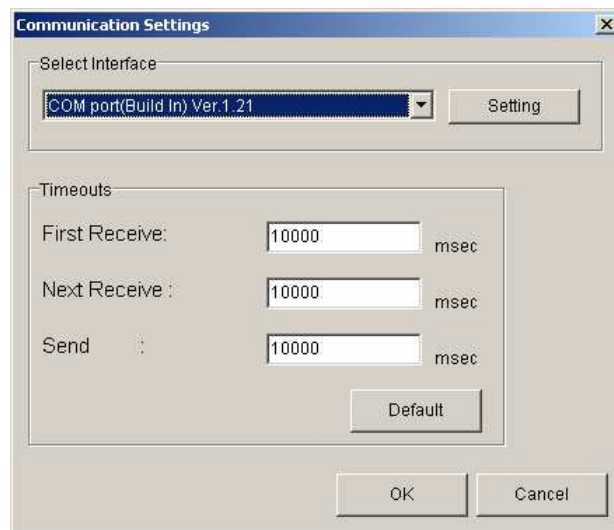 Communication Settings
Select Interface
COM port(Build In) Ver.1.21
Setting
Timeouts
First Receive:
10000
msec
Next Receive :
10000
msec
Send :
10000
msec
Default
OK
Cancel